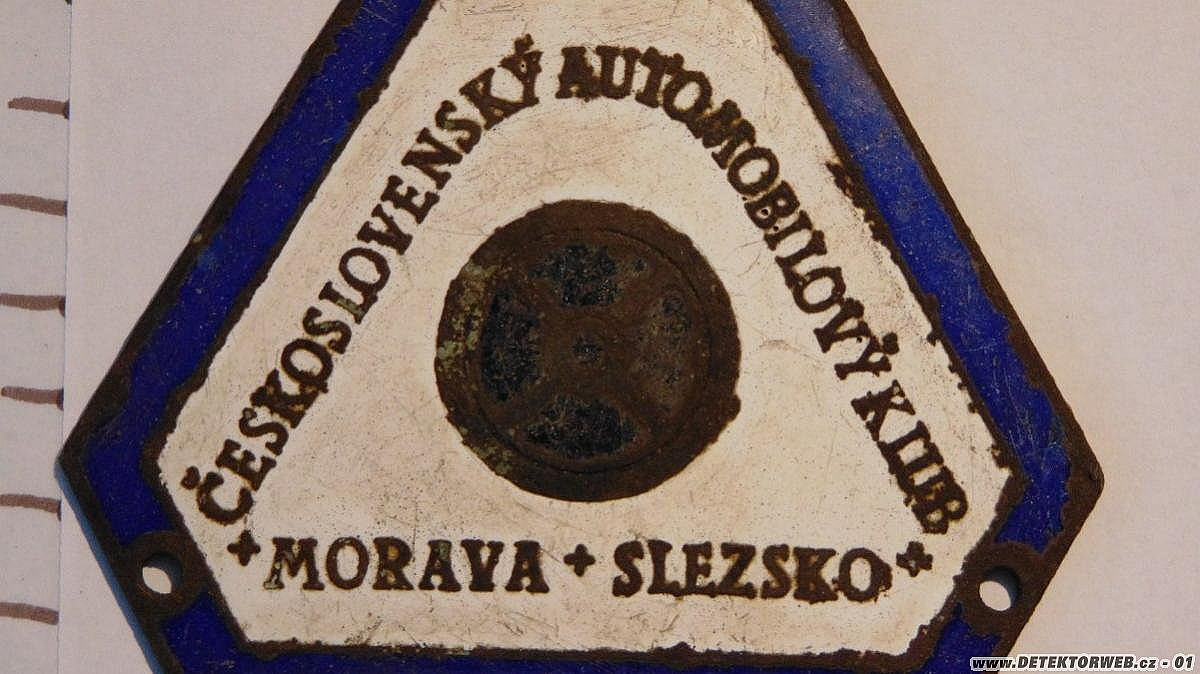 ČESKOSLOVENSKÝ AUTOMOBILOVÝ KLUB
+ MORAVA + SLEZSKO +
www.DETEKTORWEB.cz - 01